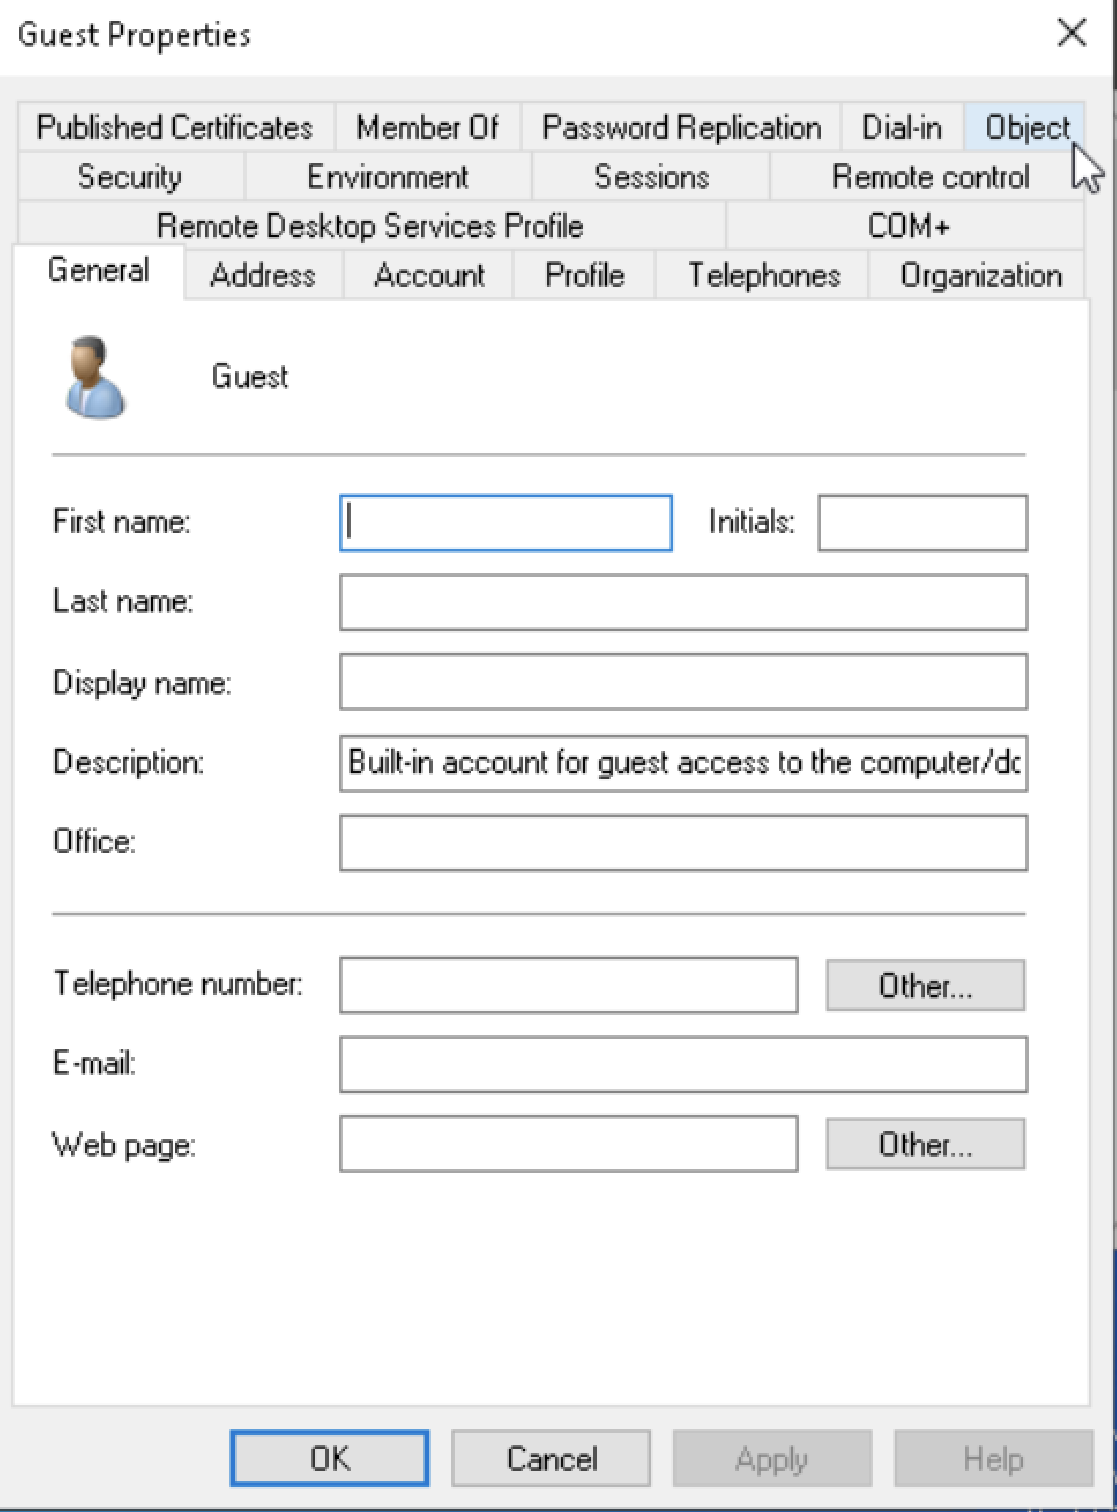 Guest Properties
Published Certificates Member Of Password Replication Dial-in Object
Security Environment Sessions Remote control
Remote Desktop Services Profile COM+
General Address Account Profile Telephones Organization
Guest
First name: Initials:
Last name:
Display name:
Description: Built-in account for guest access to the computer/dc
Office:
Telephone number: Other...
E-mail:
Web page: Other...
OK Cancel Apply Help